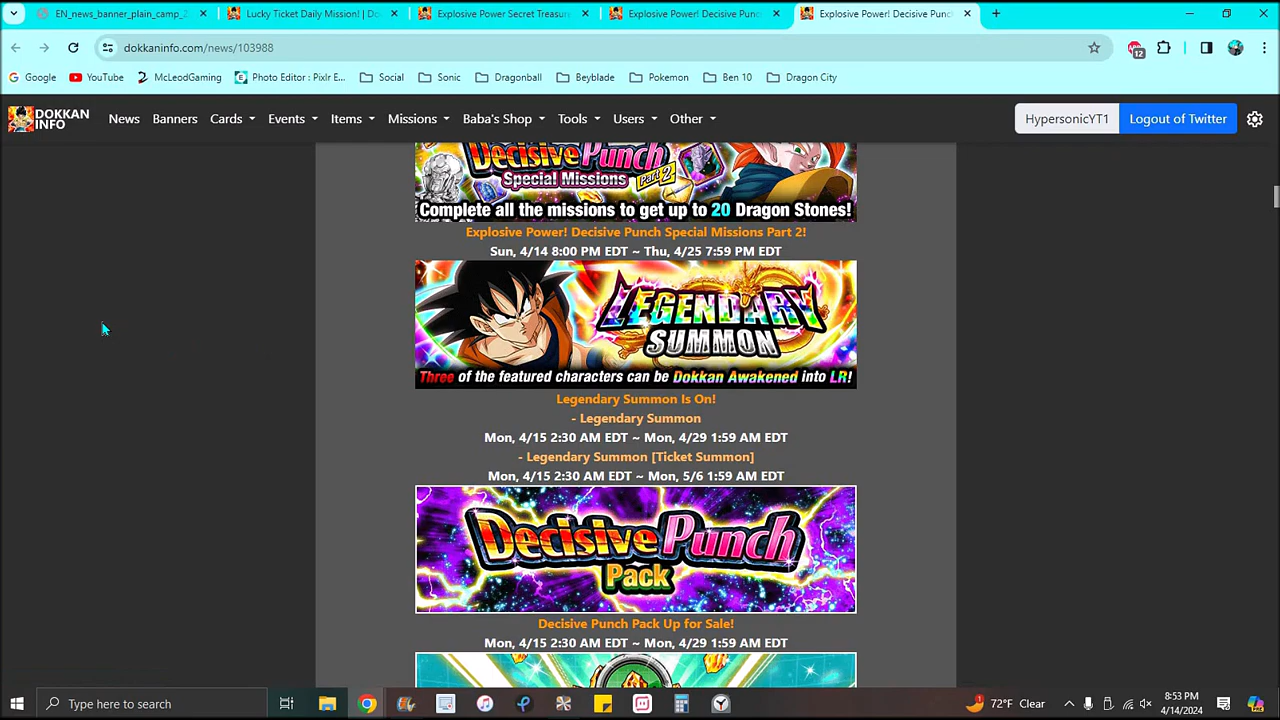 EN_news_banner_plain_camp_2
Lucky Ticket Daily Mission! | Do
Explosive Power Secret Treasur
Explosive Power! Decisive Punc
Explosive Power! Decisive Punc
dokkaninfo.com/news/103988
12
Google
YouTube
McLeodGaming
Photo Editor : Pixlr E...
Social
Sonic
Dragonball
Beyblade
Pokemon
Ben 10
Dragon City
DOKKAN
INFO
News
Banners
Cards
Events
Items
Missions
Baba's Shop
Tools
Users
Other
HypersonicYT1
Logout of Twitter
Decisive Punch
Special Missions Part 2
Complete all the missions to get up to 20 Dragon Stones!
Explosive Power! Decisive Punch Special Missions Part 2!
Sun, 4/14 8:00 PM EDT ~ Thu, 4/25 7:59 PM EDT
LEGENDARY
SUMMON
Three of the featured characters can be Dokkan Awakened into LR!
Legendary Summon Is On!
- Legendary Summon
Mon, 4/15 2:30 AM EDT ~ Mon, 4/29 1:59 AM EDT
- Legendary Summon [Ticket Summon]
Mon, 4/15 2:30 AM EDT ~ Mon, 5/6 1:59 AM EDT
Decisive Punch
Pack
Decisive Punch Pack Up for Sale!
Mon, 4/15 2:30 AM EDT ~ Mon, 4/29 1:59 AM EDT
Type here to search
72°F Clear
8:53 PM
4/14/2024